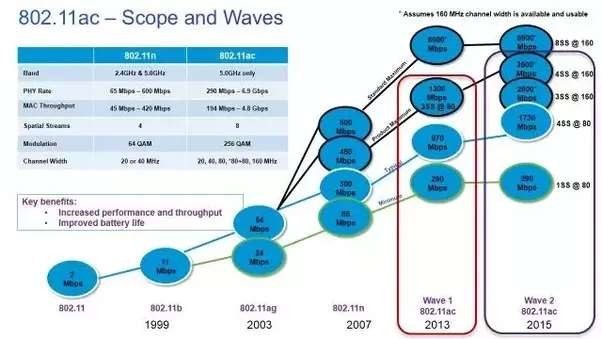 802.11ac – Scope and Waves
* Assumes 160 MHz channel width is available and usable
802.11n 802.11ac
Band 2.4GHz & 5.0GHz 5.0GHz only
PHY Rate 65 Mbps – 600 Mbps 290 Mbps – 6.9 Gbps
MAC Throughput 45 Mbps – 420 Mbps 194 Mbps – 4.8 Gbps
Spatial Streams 4 8
Modulation 64 QAM 256 QAM
Channel Width 20 or 40 MHz 20, 40, 80, *80+80, 160 MHz
Key benefits:
• Increased performance and throughput
• Improved battery life
Standard Maximum
Product Maximum
Typical
Minimum
2
Mbps
11
Mbps
54
Mbps
24
Mbps
600
Mbps
450
Mbps
300
Mbps
Mbps
Mbps
1300
Mbps
3SS @ 80
870
Mbps
290
Mbps
Mbps
8SS @ 160
Mbps
4SS @ 160
Mbps
3SS @ 160
1730
Mbps
4SS @ 80
290
Mbps
1SS @ 80
802.11
802.11b
802.11ag
802.11n
Wave 1
802.11ac
Wave 2
802.11ac
1999
2003
2007
2013
2015